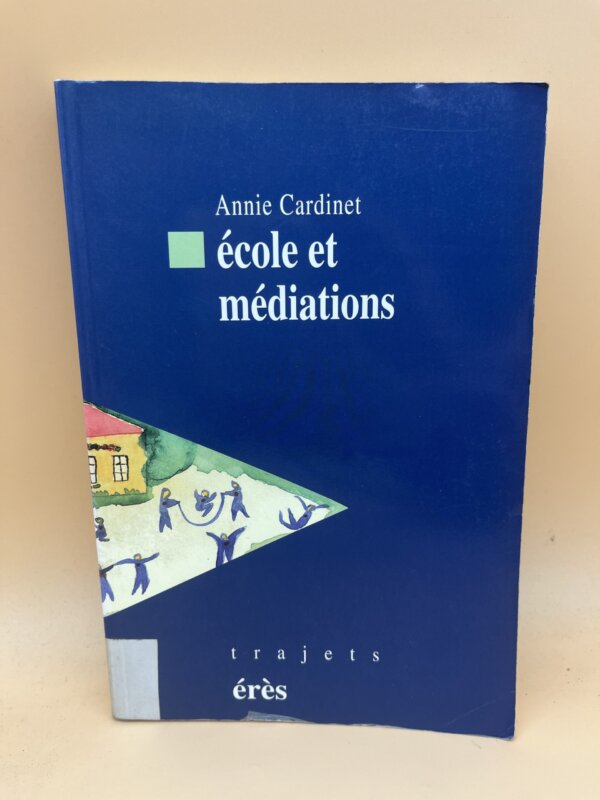 Annie Cardinet
école et
médiations
trajets
érès